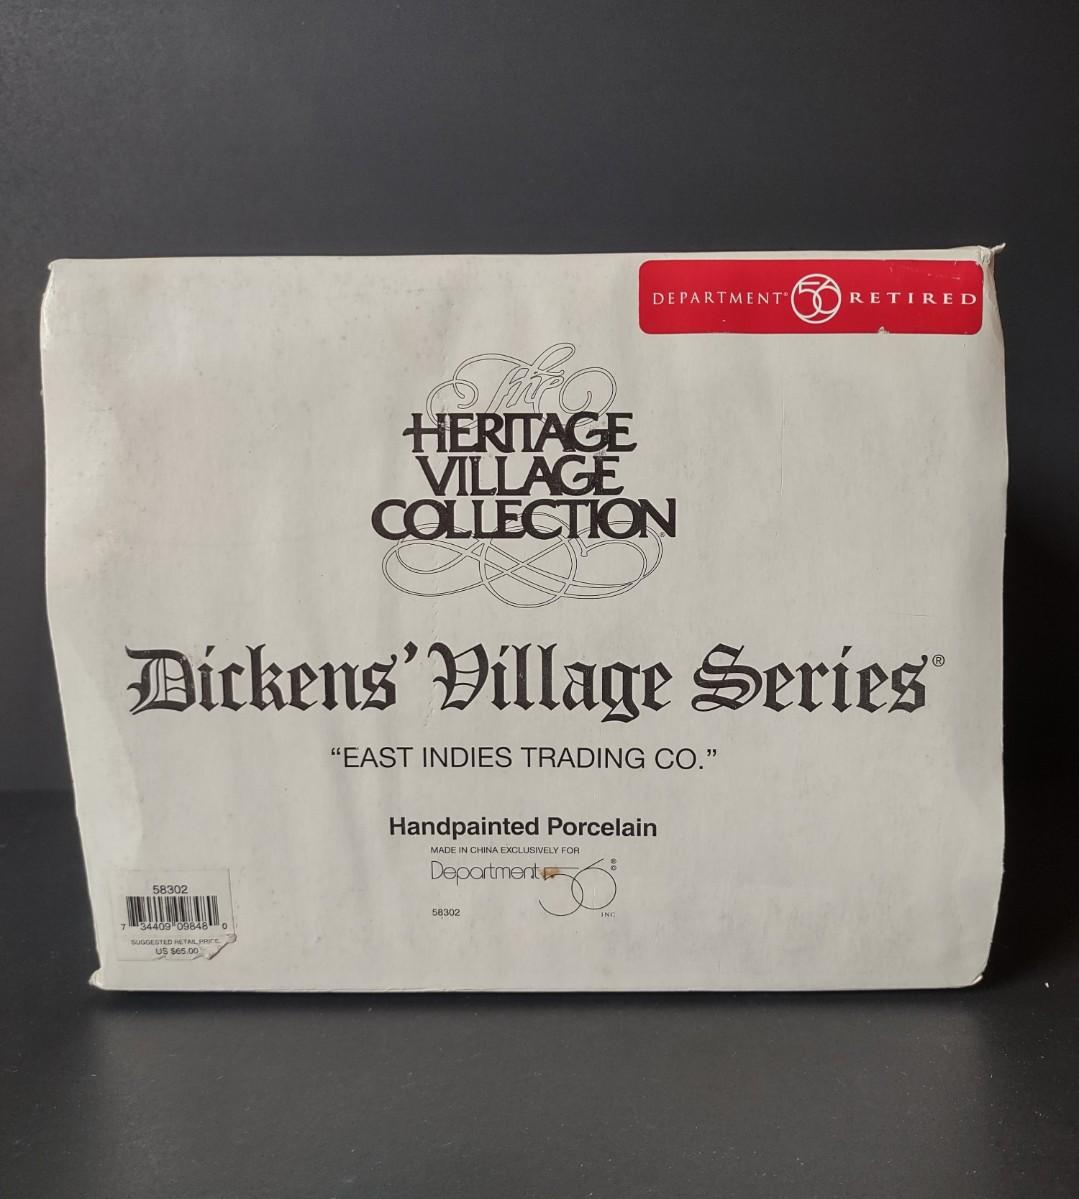 DEPARTMENT® 56 RETIRED
The
HERITAGE
VILLAGE
COLLECTION®
Dickens' Village Series®
“EAST INDIES TRADING CO.”
Handpainted Porcelain
MADE IN CHINA EXCLUSIVELY FOR
Department 56 ®©
58302
INC
58302
7 34409 09848 0
SUGGESTED RETAIL PRICE
US $65.00